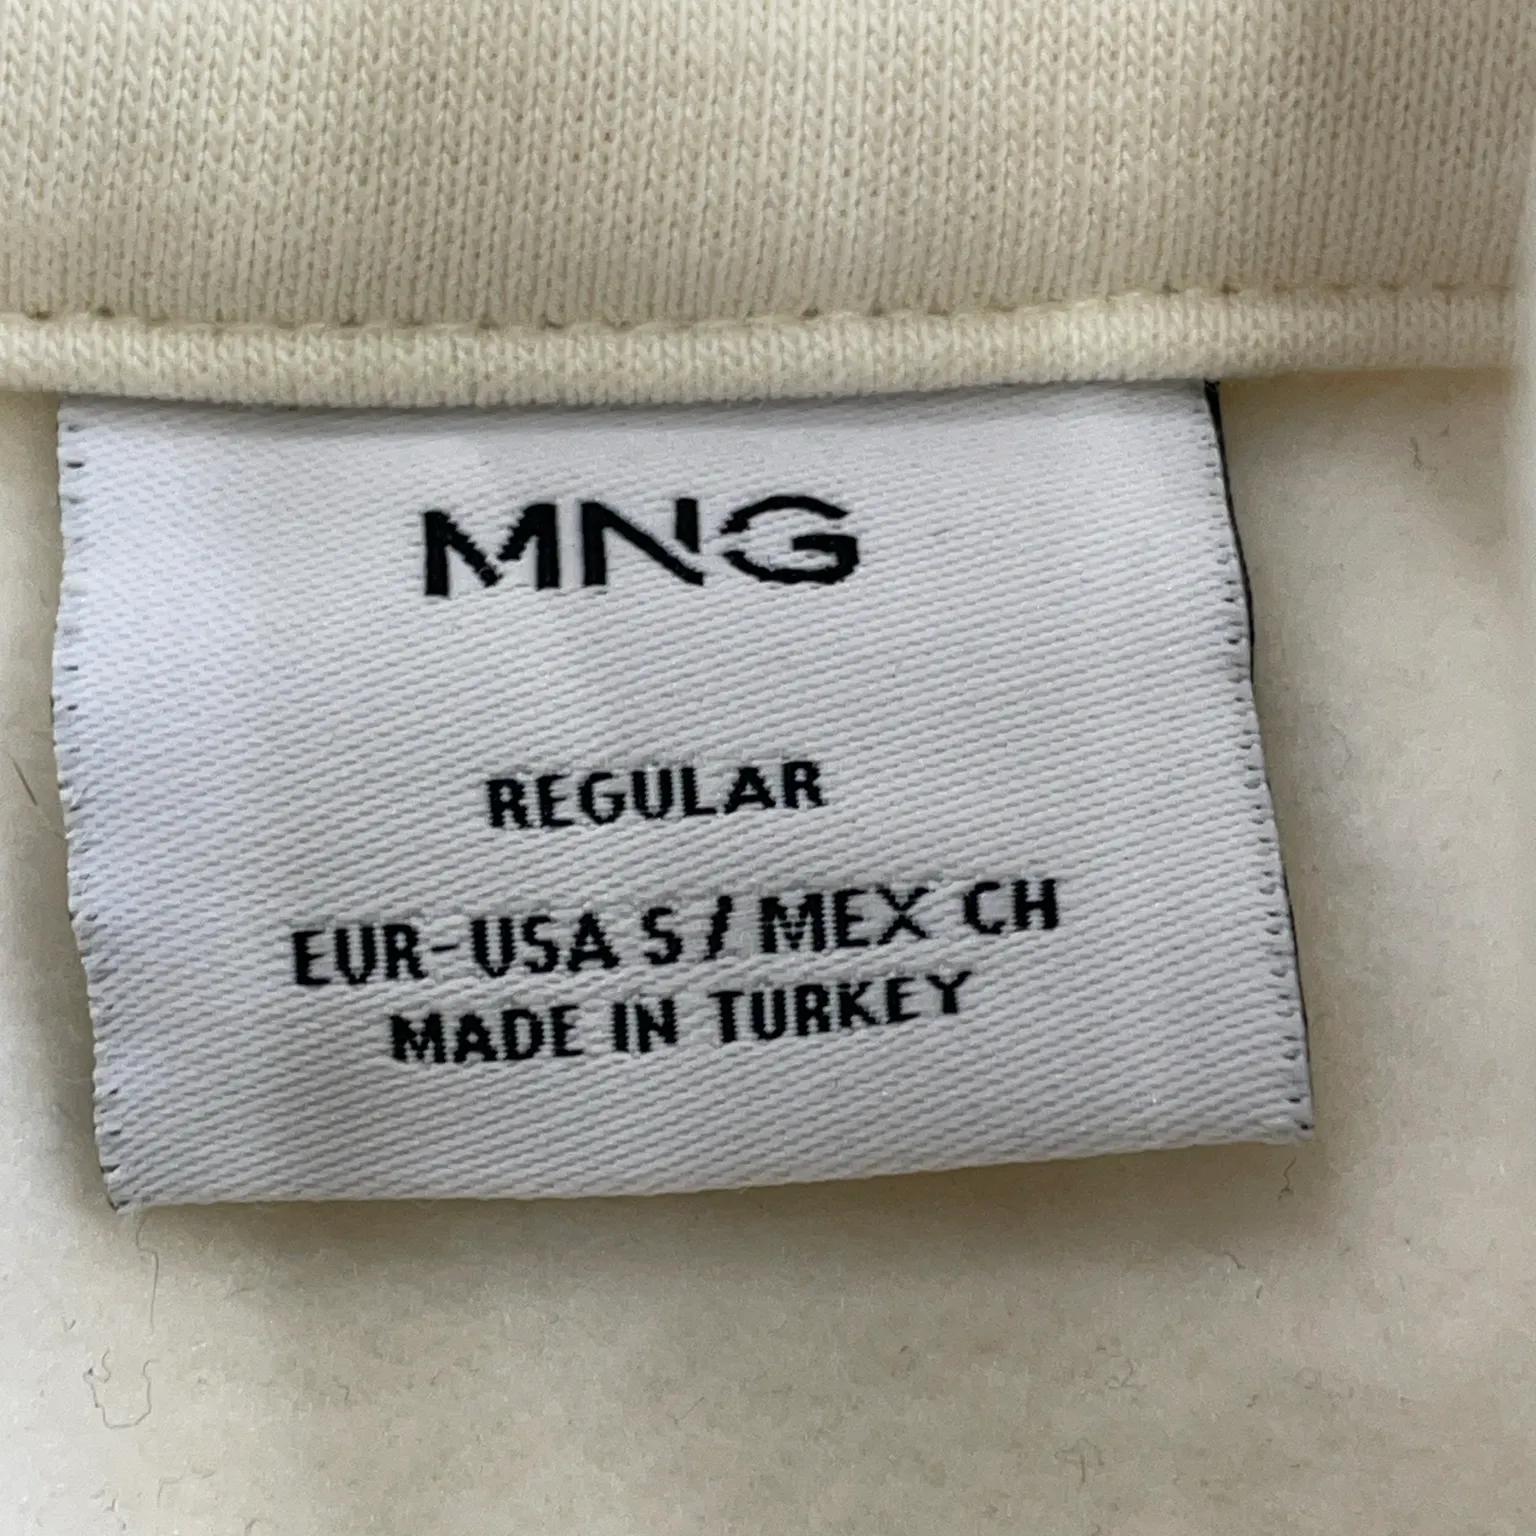 MNG
REGULAR
EUR-USA S / MEX CH
MADE IN TURKEY